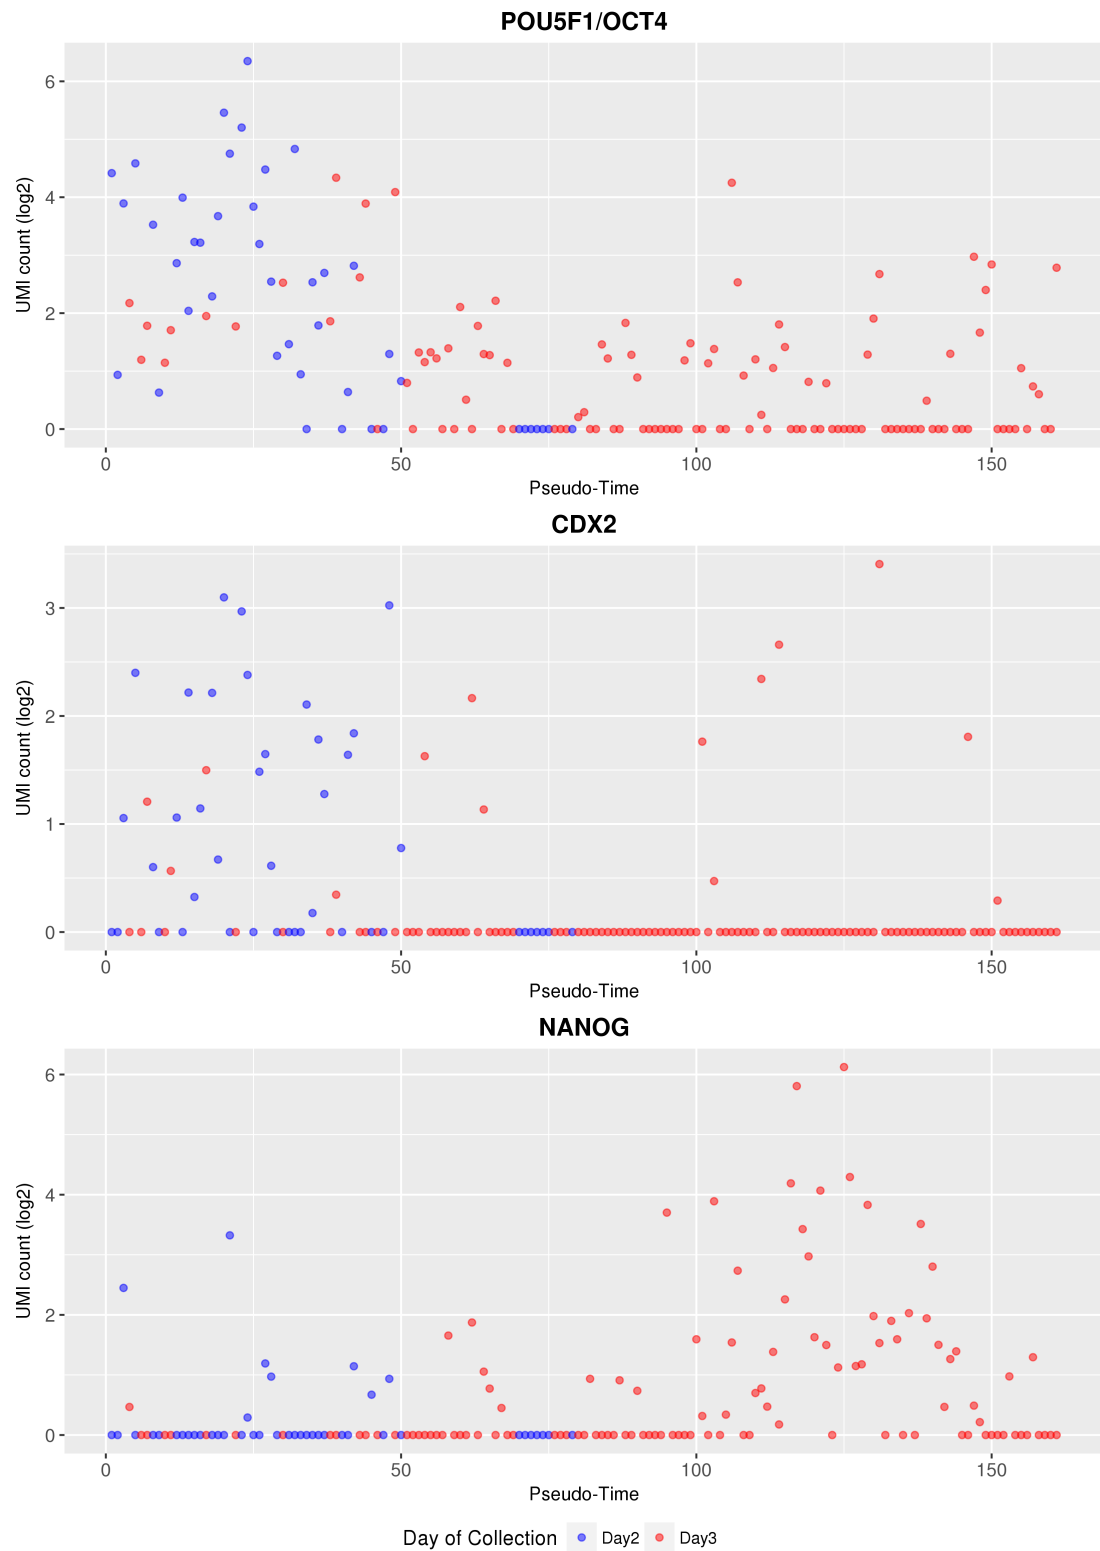 POU5F1/OCT4
UMI count (log2)
6
4
2
0
0 50 100 150
Pseudo-Time
CDX2
UMI count (log2)
3
2
1
0
0 50 100 150
Pseudo-Time
NANOG
UMI count (log2)
6
4
2
0
0 50 100 150
Pseudo-Time
Day of Collection Day2 Day3